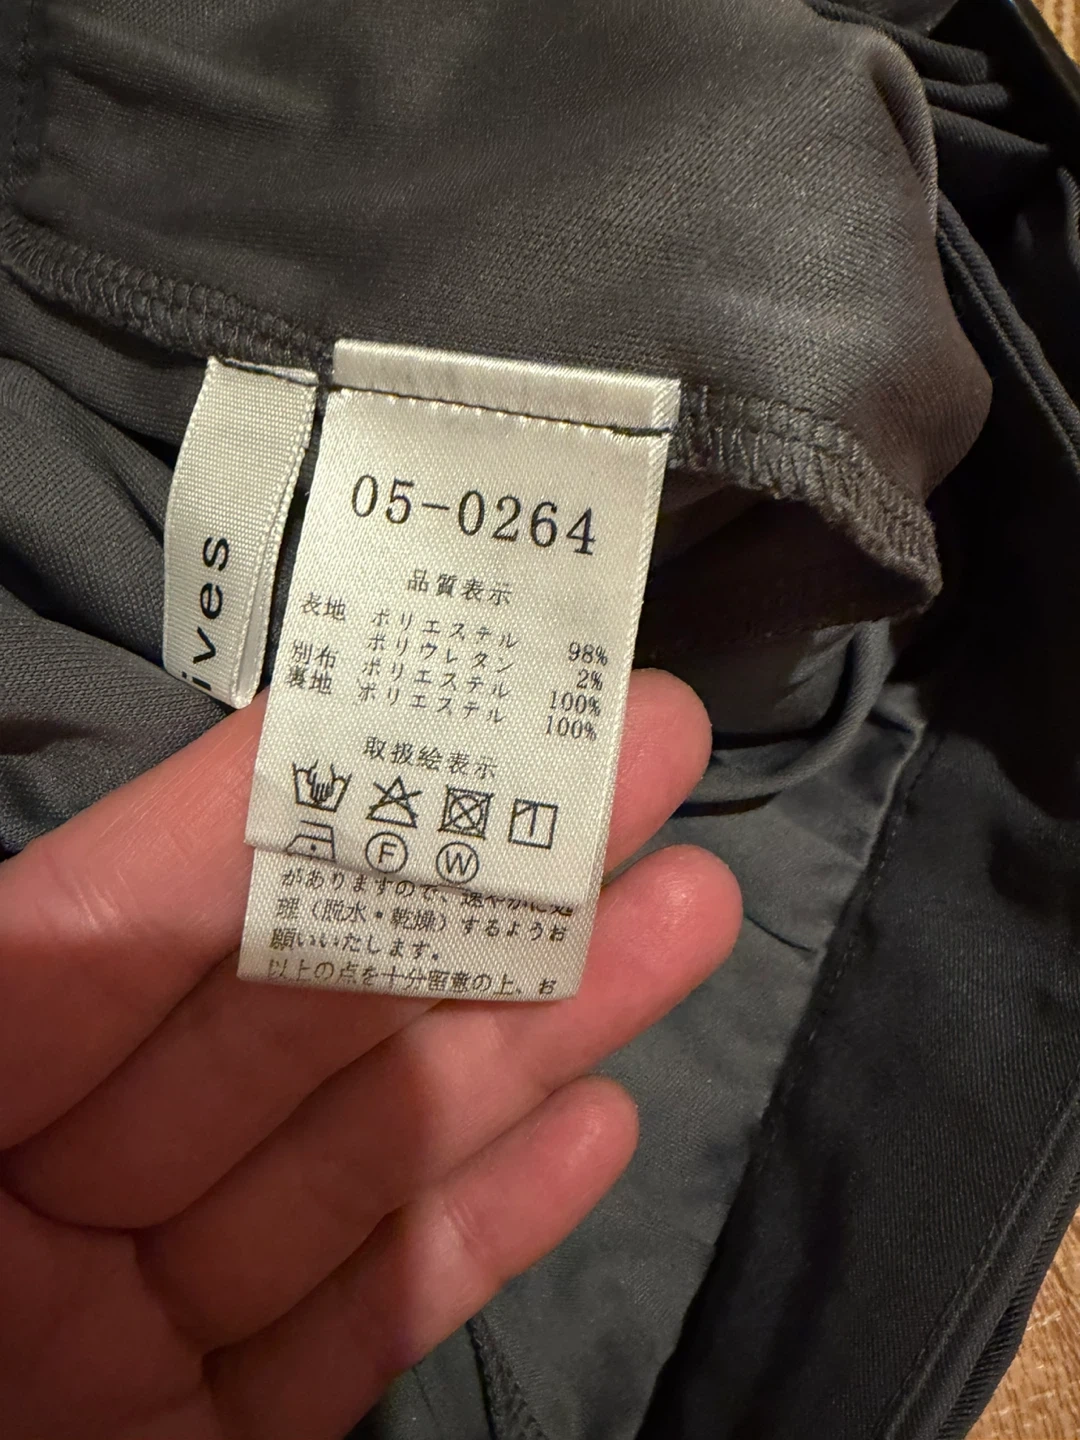 ives
05-0264
品質表示
表地 ポリエステル 98%
ポリウレタン 2%
別布 ポリエステル 100%
裏地 ポリエステル 100%
取扱絵表示
F W
がありますので、速やかに処
理（脱水・乾燥）するようお
願いいたします。
以上の点を十分留意の上、お